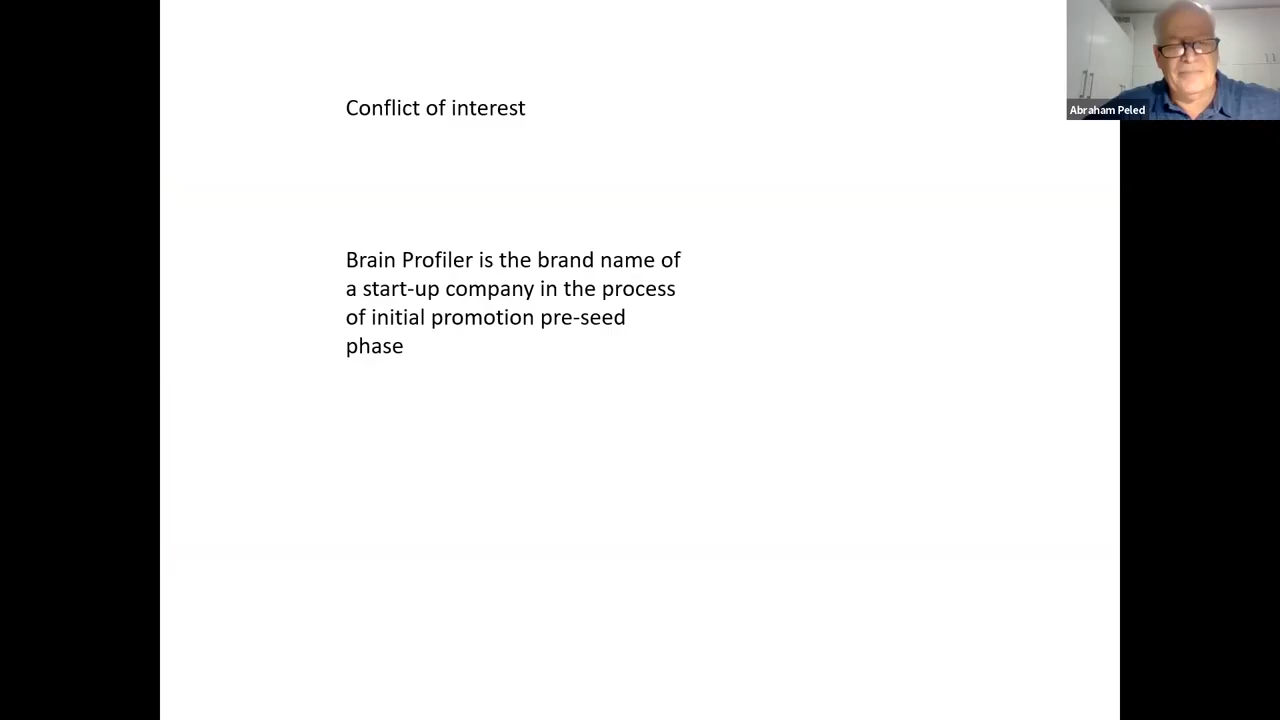 Conflict of interest
Abraham Peled
Brain Profiler is the brand name of
a start-up company in the process
of initial promotion pre-seed
phase